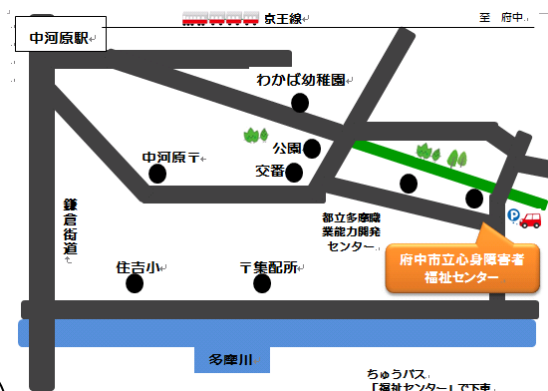 京王線
至 府中
中河原駅
わかば幼稚園
公園
中河原〒
交番
鎌倉街道
都立多摩職
業能力開発
センター
府中市立心身障害者
福祉センター
住吉小
〒集配所
多摩川
ちゅうバス
「福祉センター」で下車